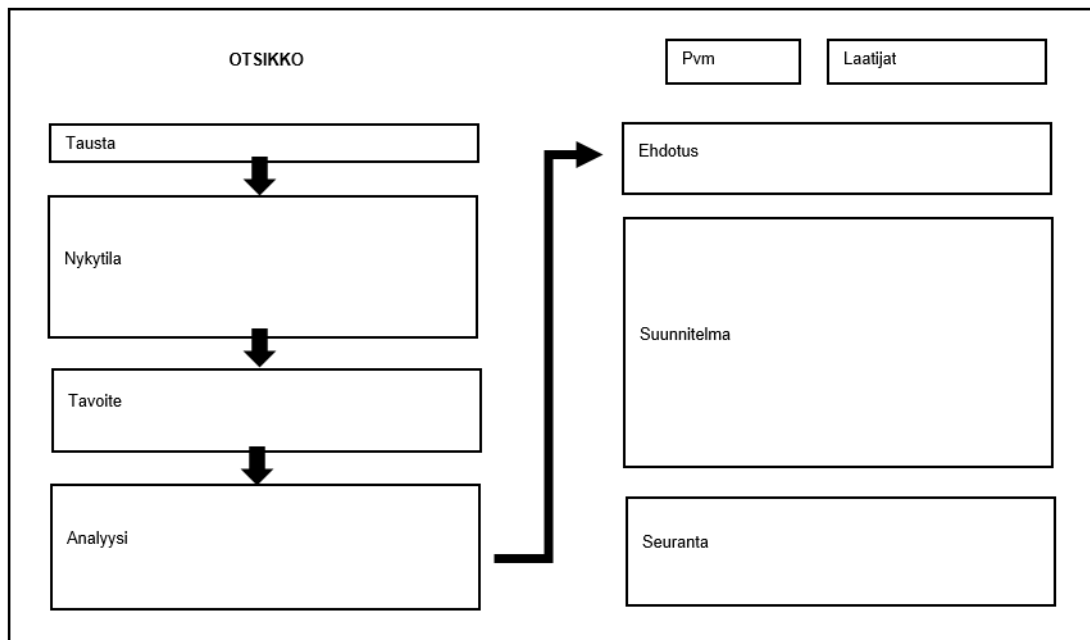 OTSIKKO
Pvm
Laatijat
Tausta
Nykytila
Tavoite
Analyysi
Ehdotus
Suunnitelma
Seuranta